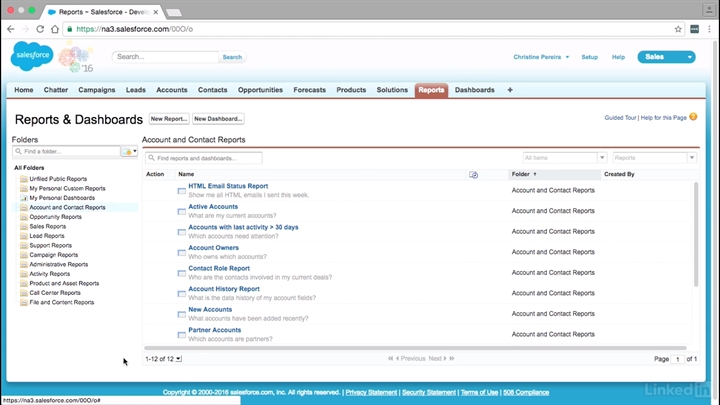 Reports ~ Salesforce - Develo
https://na3.salesforce.com/00O/o
salesforce
'16
Search...
Search
Christine Pereira
Setup
Help
Sales
Home
Chatter
Campaigns
Leads
Accounts
Contacts
Opportunities
Forecasts
Products
Solutions
Reports
Dashboards
+
Reports & Dashboards
New Report...
New Dashboard...
Guided Tour | Help for this Page
Folders
Find a folder...
All Folders
Unfiled Public Reports
My Personal Custom Reports
My Personal Dashboards
Account and Contact Reports
Opportunity Reports
Sales Reports
Lead Reports
Support Reports
Campaign Reports
Administrative Reports
Activity Reports
Product and Asset Reports
Call Center Reports
File and Content Reports
Account and Contact Reports
Find reports and dashboards...
All Items
Reports
Action
Name
Folder
Created By
HTML Email Status Report
Show me all HTML emails I sent this week.
Account and Contact Reports
Active Accounts
What are my current accounts?
Account and Contact Reports
Accounts with last activity > 30 days
Which accounts need attention?
Account and Contact Reports
Account Owners
Who owns which accounts?
Account and Contact Reports
Contact Role Report
Who are the contacts involved in my current deals?
Account and Contact Reports
Account History Report
What is the data history of my account fields?
Account and Contact Reports
New Accounts
What accounts have been added recently?
Account and Contact Reports
Partner Accounts
Which accounts are partners?
Account and Contact Reports
1-12 of 12
Previous Next
Page 1 of 1
Copyright © 2000-2016 salesforce.com, inc. All rights reserved. | Privacy Statement | Security Statement | Terms of Use | 508 Compliance
https://na3.salesforce.com/00O/o#
LinkedIn